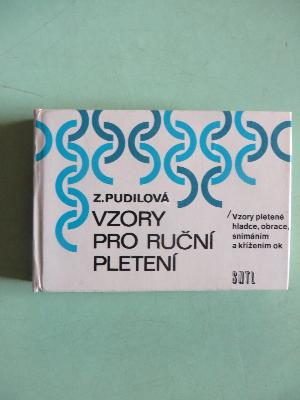 Z. PUDILOVÁ
VZORY
PRO RUČNÍ
PLETENÍ
/Vzory pletené
hladce, obrace,
snímáním
a křížením ok
SNTL